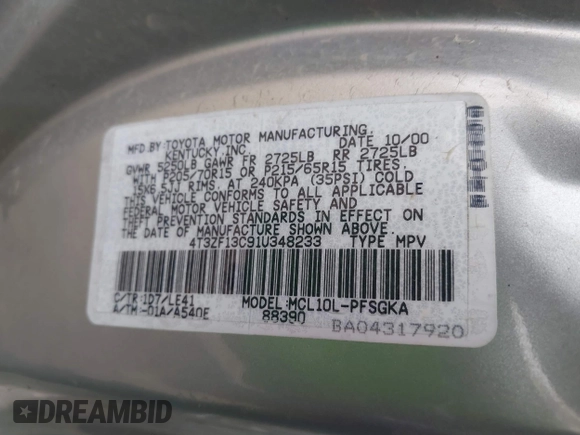 MFD.BY TOYOTA MOTOR MANUFACTURING,
KENTUCKY,INC. DATE 10/00
GVWR 5250LB GAWR FR 2725LB RR 2725LB
WITH P205/70R15 OR P215/65R15 TIRES,
15X6.5JJ RIMS, AT 240KPA (35PSI) COLD
THIS VEHICLE CONFORMS TO ALL APPLICABLE
FEDERAL MOTOR VEHICLE SAFETY AND
THEFT PREVENTION STANDARDS IN EFFECT ON
THE DATE OF MANUFACTURE SHOWN ABOVE.
4T3ZF13C91U348233 TYPE MPV
C/TR:1D7/LE41 MODEL:MCL10L-PFSGKA
A/TM:-01A/A540E 88390
BA04317920
DREAMBID